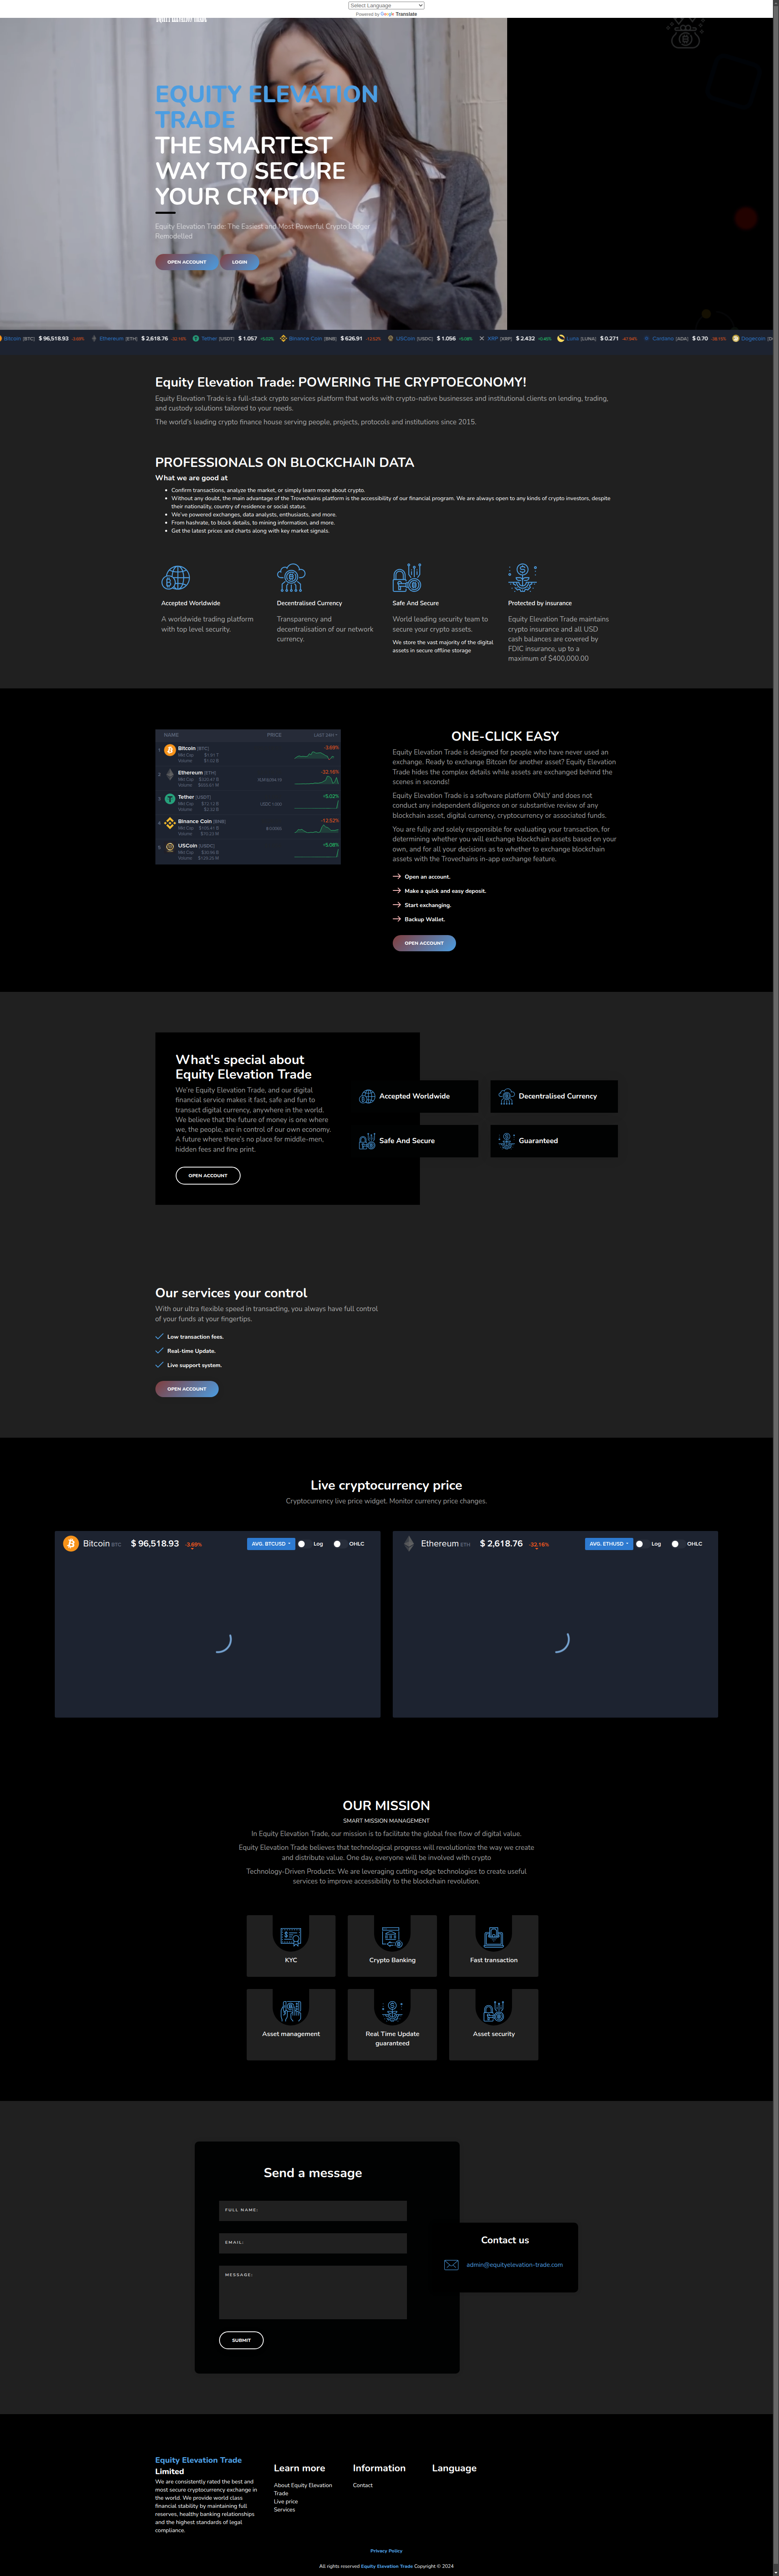 Select Language
Powered by Google Translate
EQUITY ELEVATION
TRADE
THE SMARTEST
WAY TO SECURE
YOUR CRYPTO
Equity Elevation Trade: The Easiest and Most Powerful Crypto Ledger
Remodelled
OPEN ACCOUNT LOGIN
Bitcoin [BTC] $ 96,518.93 -3.69% Ethereum [ETH] $ 2,618.76 -32.16% Tether [USDT] $ 1.057 +5.02% Binance Coin [BNB] $ 626.91 -12.52% USCoin [USDC] $ 1.056 +5.08% XRP [XRP] $ 2.432 Luna [LUNA] $ 0.271 Cardano [ADA] $ 0.70 Dogecoin
Equity Elevation Trade: POWERING THE CRYPTOECONOMY!
Equity Elevation Trade is a full-stack crypto services platform that works with crypto-native businesses and institutional clients on lending, trading,
and custody solutions tailored to your needs.
The world's leading crypto finance house serving people, projects, protocols and institutions since 2015.
PROFESSIONALS ON BLOCKCHAIN DATA
What we are good at
Confirm transactions, analyze the market, or simply learn more about crypto.
Without any doubt, the main advantage of the Trovechains platform is the accessibility of our financial program. We are always open to any kinds of crypto investors, despite
their nationality, country of residence or social status.
We've powered exchanges, data analysts, enthusiasts, and more.
From hashrate, to block details, to mining information, and more.
Get the latest prices and charts along with key market signals.
Accepted Worldwide
A worldwide trading platform
with top level security.
Decentralised Currency
Transparency and
decentralisation of our network
currency.
Safe And Secure
World leading security team to
secure your crypto assets.
We store the vast majority of the digital
assets in secure offline storage
Protected by insurance
Equity Elevation Trade maintains
crypto insurance and all USD
cash balances are covered by
FDIC insurance, up to a
maximum of $400,000.00
NAME PRICE LAST 24H
1 Bitcoin [BTC] -3.69%
Mkt Cap
Volume
2 Ethereum [ETH] -32.16%
Mkt Cap
Volume
3 Tether [USDT] +5.02%
Mkt Cap
Volume
4 Binance Coin [BNB] -12.52%
Mkt Cap
Volume
5 USCoin [USDC] +5.08%
Mkt Cap
Volume
ONE-CLICK EASY
Equity Elevation Trade is designed for people who have never used an
exchange. Ready to exchange Bitcoin for another asset? Equity Elevation
Trade hides the complex details while assets are exchanged behind the
scenes in seconds!
Equity Elevation Trade is a software platform ONLY and does not
conduct any independent diligence on or substantive review of any
blockchain asset, digital currency, cryptocurrency or associated funds.
You are fully and solely responsible for evaluating your transaction, for
determining whether you will exchange blockchain assets based on your
own, and for all your decisions as to whether to exchange blockchain
assets with the Trovechains in-app exchange feature.
Open an account.
Make a quick and easy deposit.
Start exchanging.
Backup Wallet.
OPEN ACCOUNT
What's special about
Equity Elevation Trade
We're Equity Elevation Trade, and our digital
financial service makes it fast, safe and fun to
transact digital currency, anywhere in the world.
We believe that the future of money is one where
we, the people, are in control of our own economy.
A future where there's no place for middle-men,
hidden fees and fine print.
OPEN ACCOUNT
Accepted Worldwide
Decentralised Currency
Safe And Secure
Guaranteed
Our services your control
With our ultra flexible speed in transacting, you always have full control
of your funds at your fingertips.
Low transaction fees.
Real-time Update.
Live support system.
OPEN ACCOUNT
Live cryptocurrency price
Cryptocurrency live price widget. Monitor currency price changes.
Bitcoin BTC $ 96,518.93 -3.69% AVG. BTCUSD Log OHLC
Ethereum ETH $ 2,618.76 -32.16% AVG. ETHUSD Log OHLC
OUR MISSION
SMART MISSION MANAGEMENT
In Equity Elevation Trade, our mission is to facilitate the global free flow of digital value.
Equity Elevation Trade believes that technological progress will revolutionize the way we create
and distribute value. One day, everyone will be involved with crypto
Technology-Driven Products: We are leveraging cutting-edge technologies to create useful
services to improve accessibility to the blockchain revolution.
KYC
Crypto Banking
Fast transaction
Asset management
Real Time Update
guaranteed
Asset security
Send a message
FULL NAME:
EMAIL:
MESSAGE:
SUBMIT
Contact us
admin@equityelevation-trade.com
Equity Elevation Trade
Limited
We are consistently rated the best and
most secure cryptocurrency exchange in
the world. We provide world class
financial stability by maintaining full
reserves, healthy banking relationships
and the highest standards of legal
compliance.
Learn more
About Equity Elevation
Trade
Live price
Services
Information
Contact
Language
Privacy Policy
All rights reserved Equity Elevation Trade Copyright © 2024